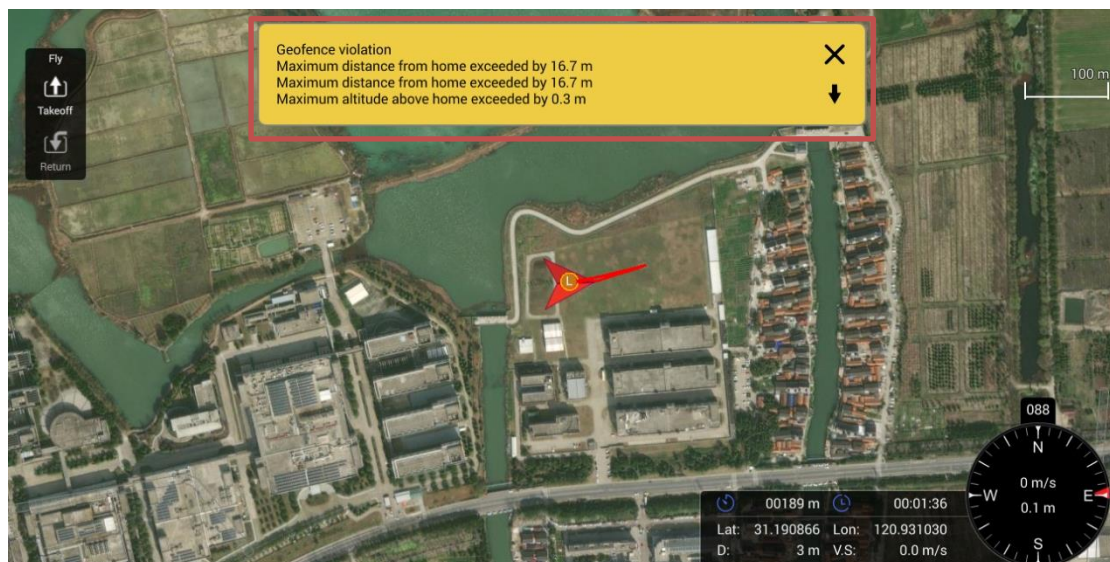 Fly
Takeoff
Return
Geofence violation
Maximum distance from home exceeded by 16.7 m
Maximum distance from home exceeded by 16.7 m
Maximum altitude above home exceeded by 0.3 m
100 m
L
088
N
W
E
S
0 m/s
0.1 m
00189 m 00:01:36
Lat: 31.190866 Lon: 120.931030
D: 3 m V.S: 0.0 m/s